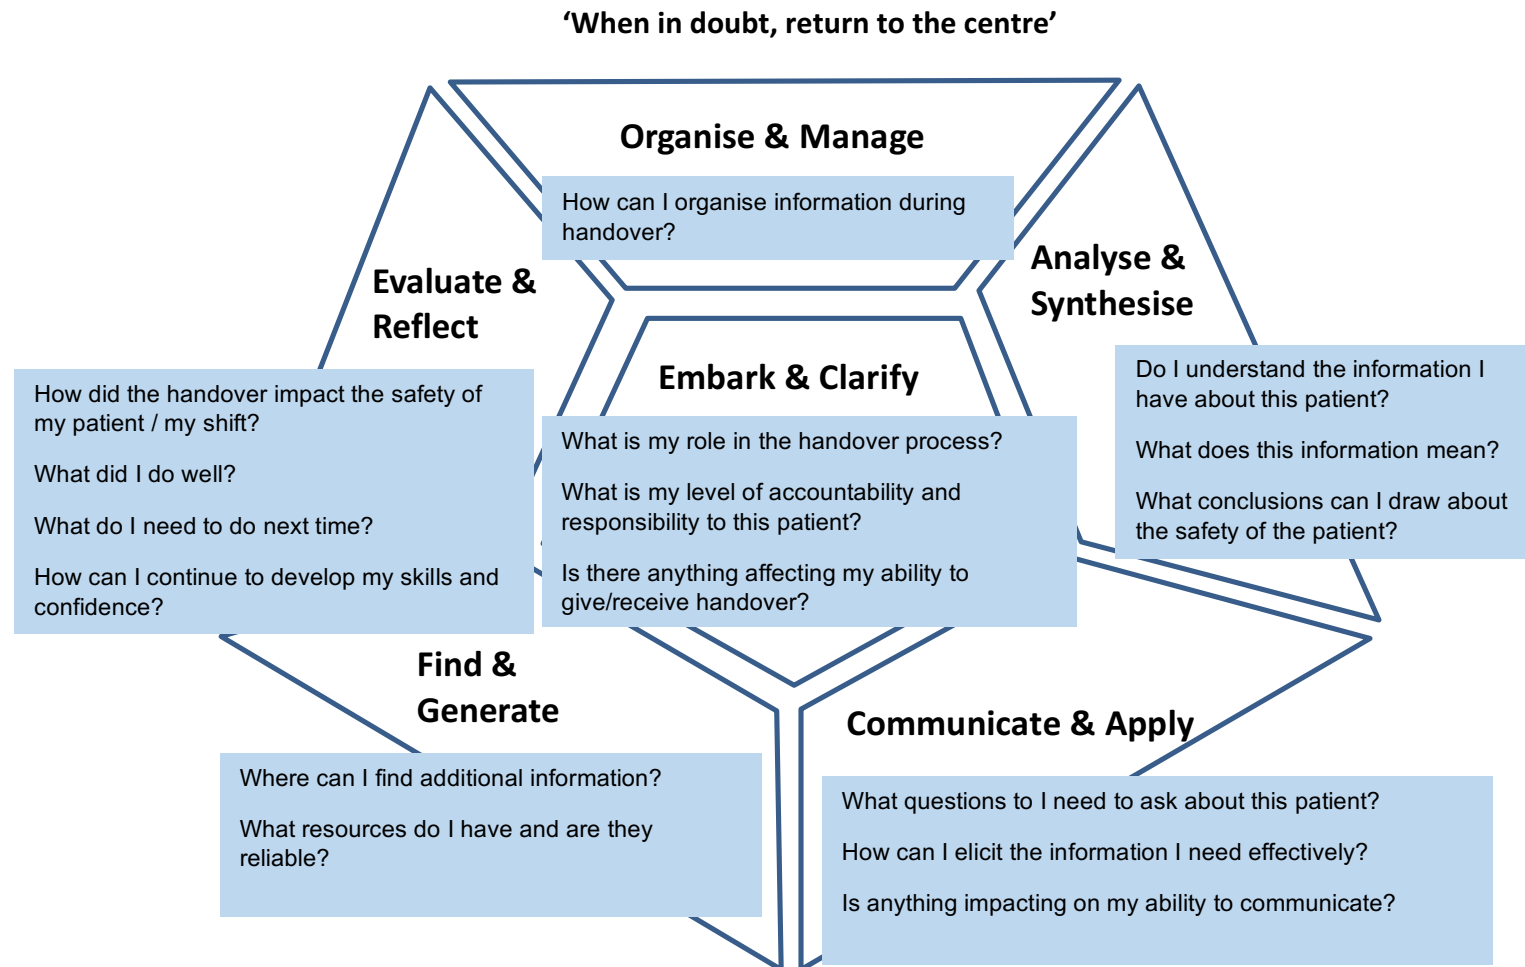 ‘When in doubt, return to the centre’
Organise & Manage
How can I organise information during
handover?
Evaluate &
Reflect
How did the handover impact the safety of
my patient / my shift?
What did I do well?
What do I need to do next time?
How can I continue to develop my skills and
confidence?
Embark & Clarify
What is my role in the handover process?
What is my level of accountability and
responsibility to this patient?
Is there anything affecting my ability to
give/receive handover?
Analyse &
Synthesise
Do I understand the information I
have about this patient?
What does this information mean?
What conclusions can I draw about
the safety of the patient?
Find &
Generate
Where can I find additional information?
What resources do I have and are they
reliable?
Communicate & Apply
What questions to I need to ask about this patient?
How can I elicit the information I need effectively?
Is anything impacting on my ability to communicate?